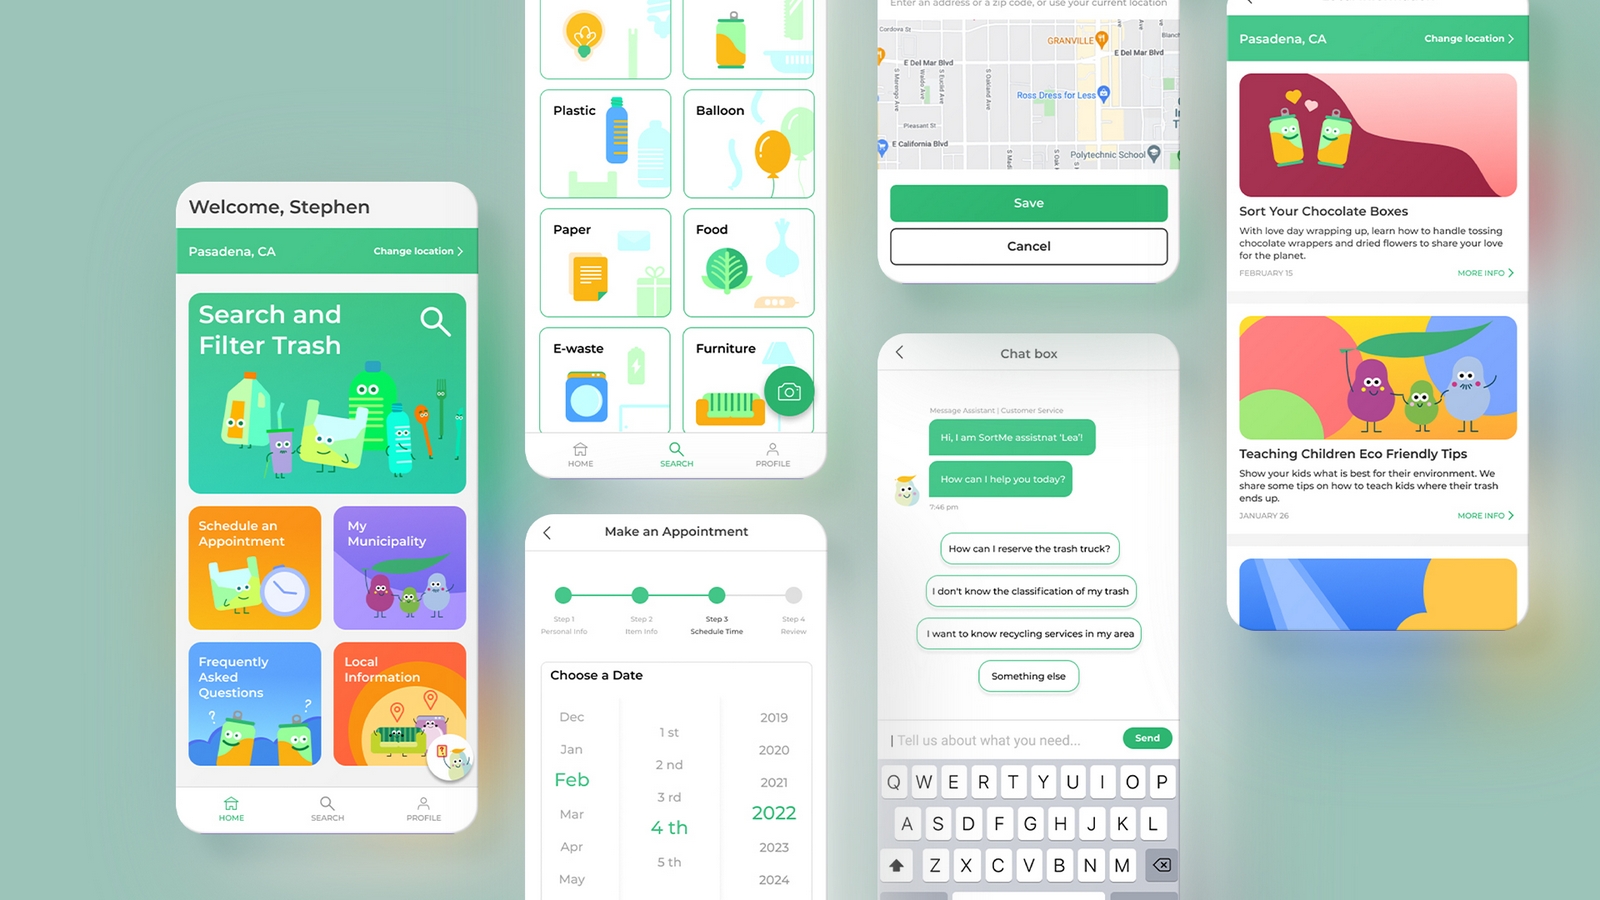 Welcome, Stephen
Pasadena, CA
Change location
Search and
Filter Trash
Schedule an
Appointment
My
Municipality
Frequently
Asked
Questions
?
?
Local
Information
?
HOME
SEARCH
PROFILE
Plastic
Balloon
Paper
Food
E-waste
Furniture
HOME
SEARCH
PROFILE
Make an Appointment
Step 1
Personal Info
Step 2
Item Info
Step 3
Schedule Time
Step 4
Review
Choose a Date
Dec
Jan
Feb
Mar
Apr
May
1 st
2 nd
3 rd
4 th
5 th
2019
2020
2021
2022
2023
2024
Enter an address or a zip code, or use your current location
Cordova St
GRANVILLE
E Del Mar Blvd
E Del Mar Blvd
S Marengo Ave
S Euclid Ave
S Oakland Ave
Ross Dress for Less
Pleasant St
E California Blvd
Polytechnic School
Save
Cancel
Chat box
Message Assistant | Customer Service
Hi, I am SortMe assistnat 'Lea'!
How can I help you today?
7:46 pm
How can I reserve the trash truck?
I don't know the classification of my trash
I want to know recycling services in my area
Something else
Tell us about what you need...
Send
Q W E R T Y U I O P
A S D F G H J K L
Z X C V B N M
Pasadena, CA
Change location
Sort Your Chocolate Boxes
With love day wrapping up, learn how to handle tossing
chocolate wrappers and dried flowers to share your love
for the planet.
FEBRUARY 15
MORE INFO
Teaching Children Eco Friendly Tips
Show your kids what is best for their environment. We
share some tips on how to teach kids where their trash
ends up.
JANUARY 26
MORE INFO